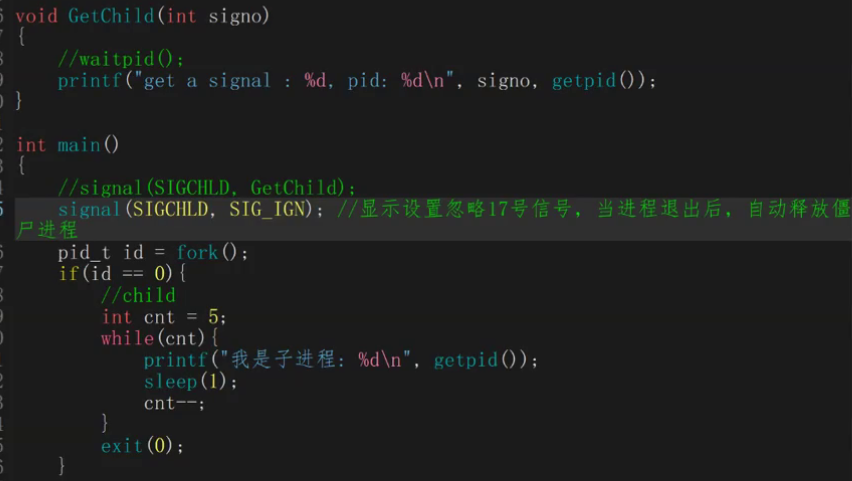 void GetChild(int signo)
{
    //waitpid();
    printf("get a signal : %d, pid: %d\n", signo, getpid());
}
int main()
{
    //signal(SIGCHLD, GetChild);
    signal(SIGCHLD, SIG_IGN); //显示设置忽略17号信号，当进程退出后，自动释放僵
尸进程
    pid_t id = fork();
    if(id == 0){
        //child
        int cnt = 5;
        while(cnt){
            printf("我是子进程: %d\n", getpid());
            sleep(1);
            cnt--;
        }
        exit(0);
    }